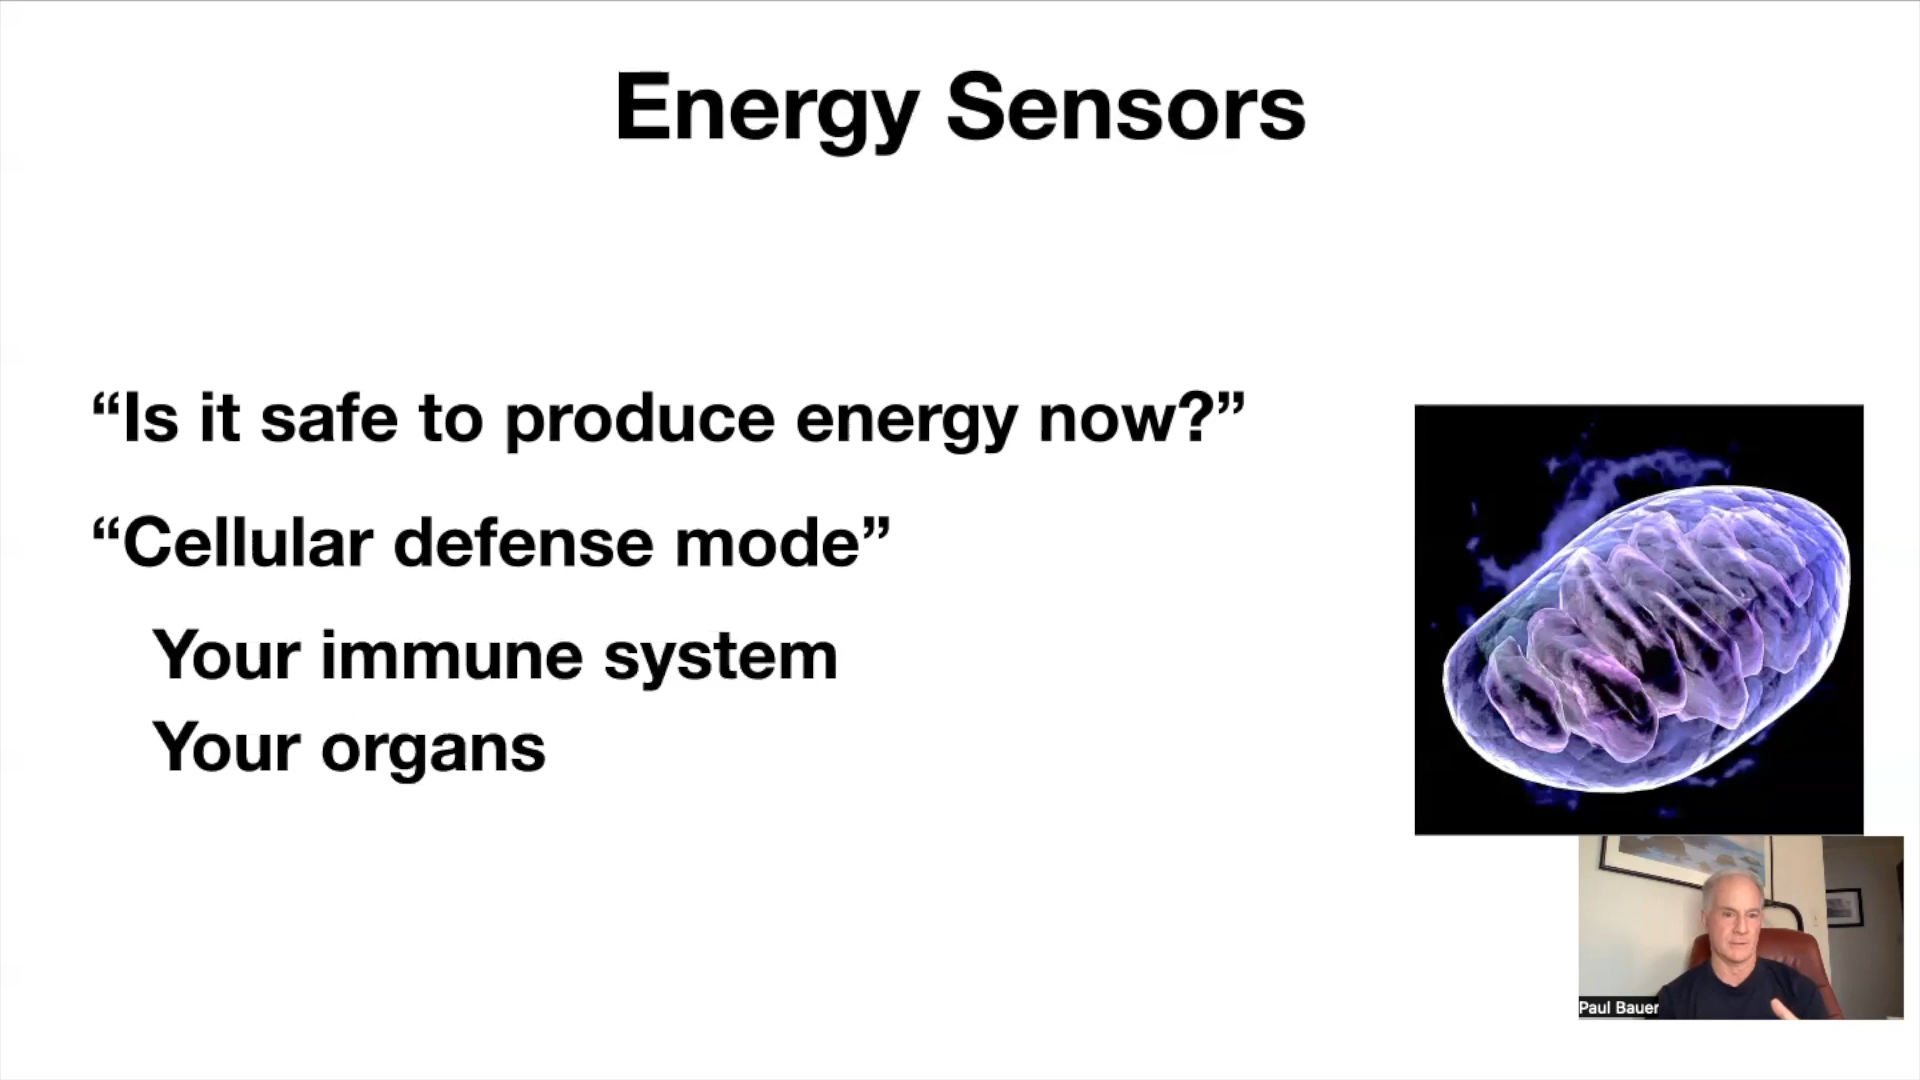 Energy Sensors
“Is it safe to produce energy now?”
“Cellular defense mode”
Your immune system
Your organs
Paul Bauer